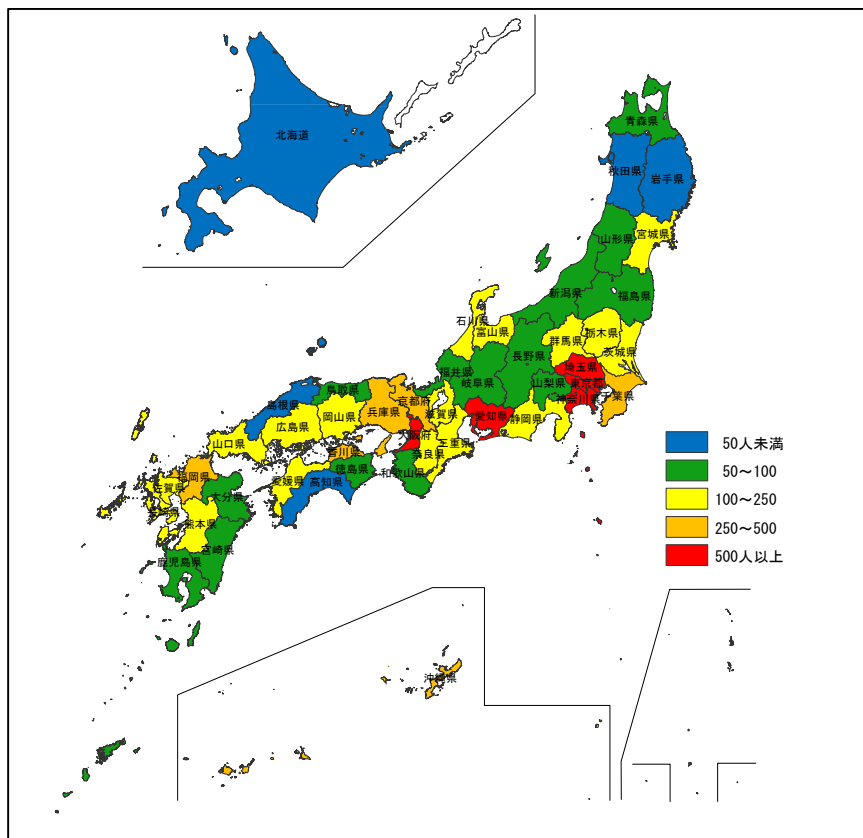 北海道
青森県
秋田県
岩手県
山形県
宮城県
新潟県
福島県
石川県
富山県
群馬県
栃木県
茨城県
長野県
埼玉県
福井県
岐阜県
山梨県
東京都
神奈川県
千葉県
鳥取県
島根県
岡山県
兵庫県
京都府
滋賀県
愛知県
静岡県
広島県
山口県
大阪府
三重県
奈良県
香川県
徳島県
和歌山県
愛媛県
高知県
福岡県
佐賀県
長崎県
大分県
熊本県
宮崎県
鹿児島県
沖縄県
50人未満
50～100
100～250
250～500
500人以上